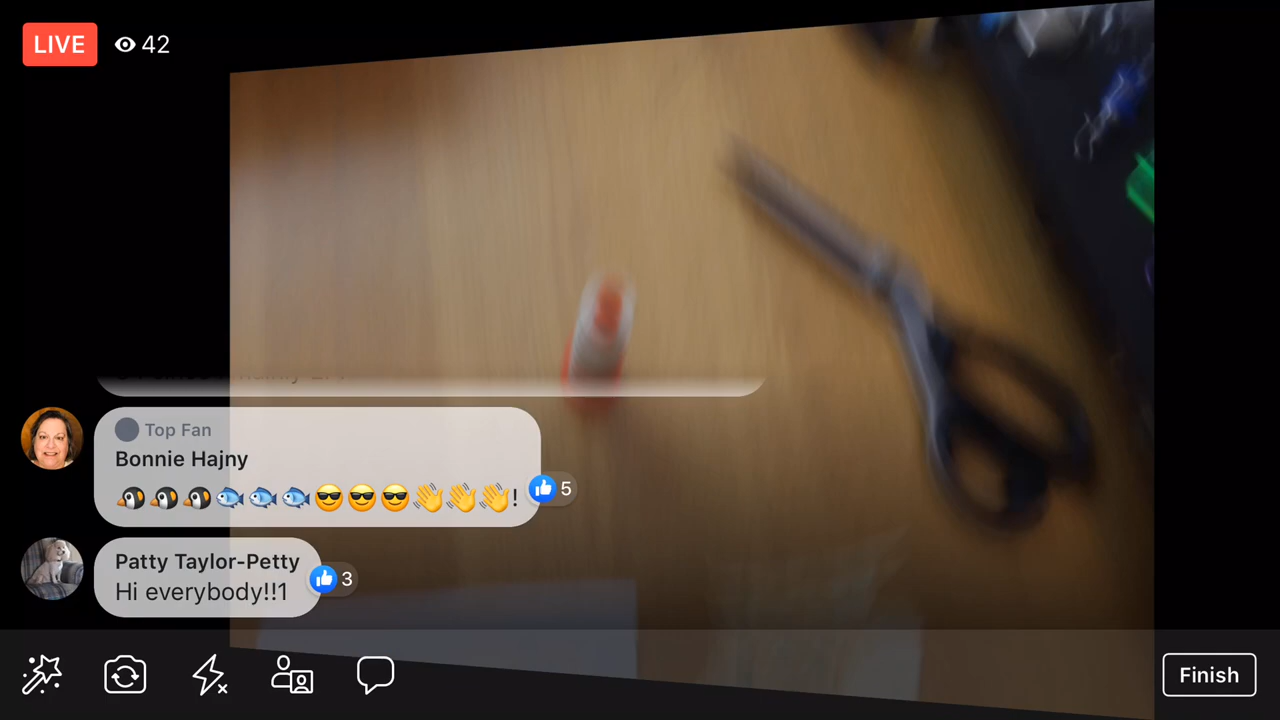 LIVE 42
Top Fan
Bonnie Hajny
🐧🐧🐧🐟🐟🐟😎😎😎👋👋👋!
5
Patty Taylor-Petty
Hi everybody!!1
3
Finish